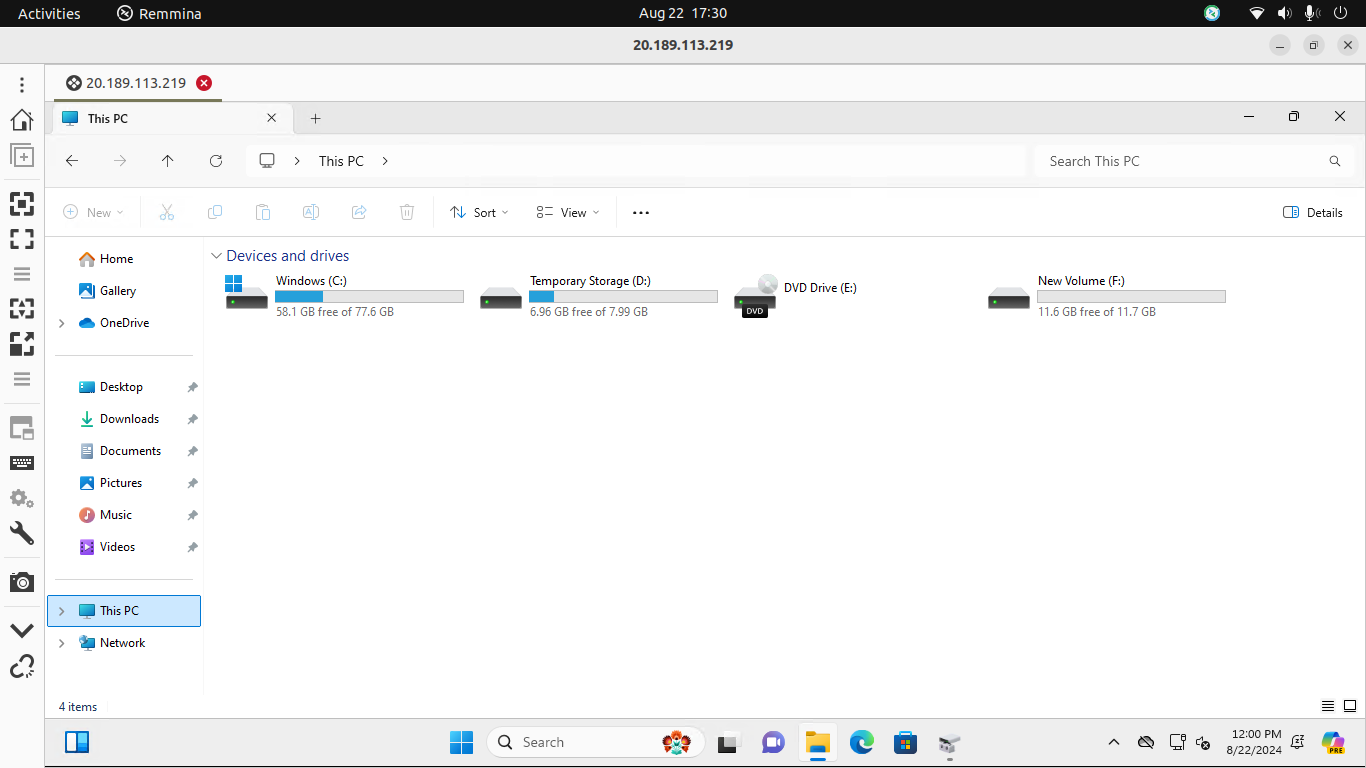 Activities
Remmina
Aug 22 17:30
20.189.113.219
20.189.113.219
This PC
This PC
Search This PC
New
Sort
View
Details
Home
Gallery
OneDrive
Desktop
Downloads
Documents
Pictures
Music
Videos
This PC
Network
Devices and drives
Windows (C:)
58.1 GB free of 77.6 GB
Temporary Storage (D:)
6.96 GB free of 7.99 GB
DVD
DVD Drive (E:)
New Volume (F:)
11.6 GB free of 11.7 GB
4 items
Search
12:00 PM
8/22/2024
PRE